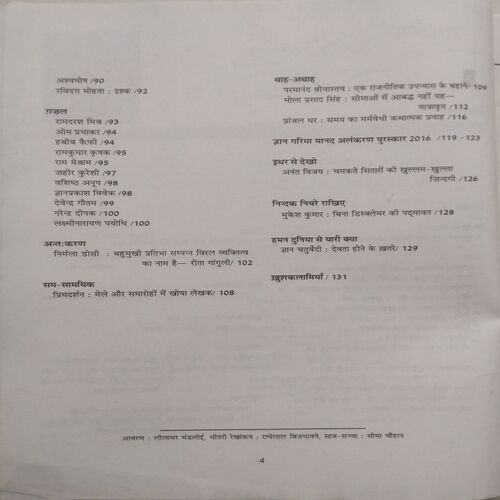 अश्वघोष /90
रविदत्त मोहता : इश्क /92
ग़ज़ल
रामदरश मिश्र /93
ओम प्रभाकर /94
हबीब कैफ़ी /94
रामकुमार कृषक /95
राम मेश्राम /95
ज़हीर कुरेशी /97
वशिष्ठ अनूप /98
ज्ञानप्रकाश विवेक /98
देवेन्द्र गौतम /99
नरेन्द्र दीपक /100
लक्ष्मीनारायण पयोधि /100
अन्तःकरण
निर्मला डोसी : बहुमुखी प्रतिभा सम्पन्न विरल व्यक्तित्व
का नाम है— रीता गांगुली/ 102
सम-सामयिक
प्रियदर्शन : मेले और समारोहों में खोया लेखक/ 108
थाह-अथाह
परमानंद श्रीवास्तव : एक राजनीतिक उपन्यास के बहाने/ 109
भोला प्रसाद सिंह : सीमाओं में आबद्ध नहीं यह—
यात्रावृत्त /112
प्रांजल धर : समय का मर्मवेधी कथात्मक प्रवाह /116
ज्ञान गरिमा मानद अलंकरण पुरस्कार 2016 /119-123
इधर से देखो
अनंत विजय : चमकते सितारों की खुल्लम-खुल्ला
ज़िन्दगी /126
निन्दक नियरे राखिए
मुकेश कुमार : बिना डिस्क्लेमर की पद्मावत /128
हमन दुनिया से यारी क्या
ज्ञान चतुर्वेदी : देवता होने के ख़तरे/ 129
ख़ुशकलामियाँ / 131
आवरण : लीलाधर मंडलोई, भीतरी रेखांकन : रामेलाल बिजमावने, साज-सज्जा : सीमा चौहान
4